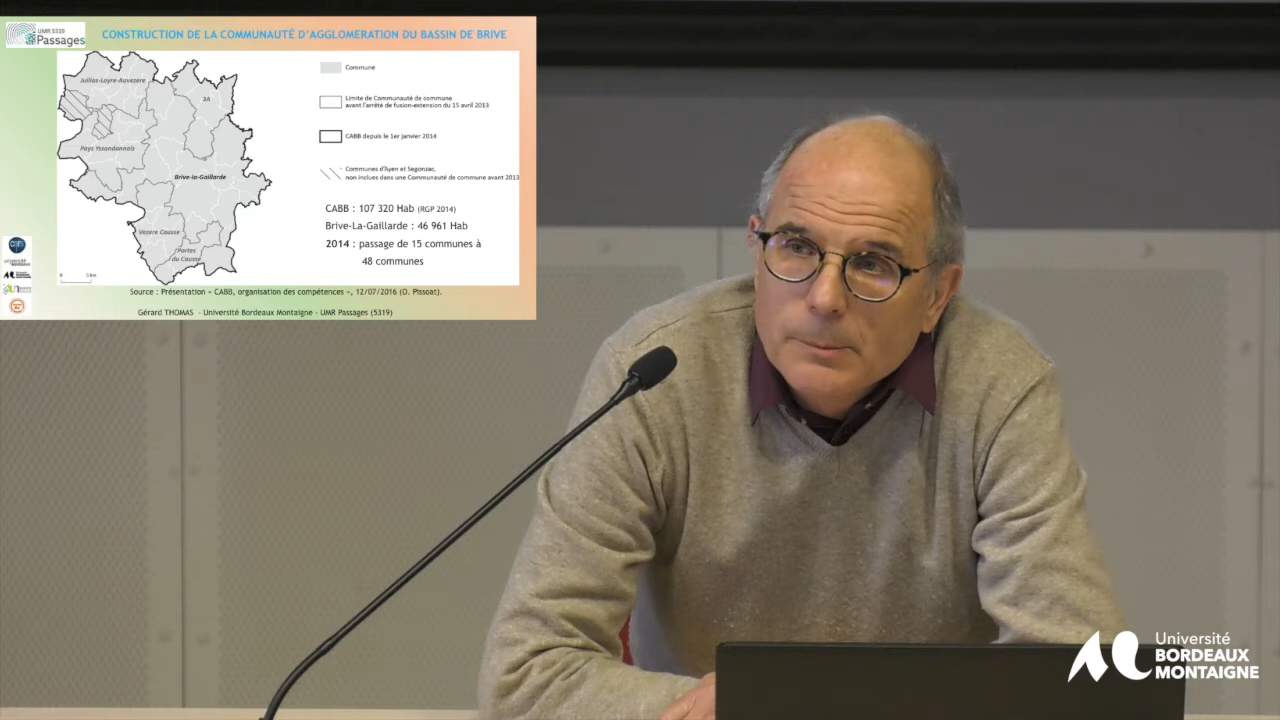 UMR 5319
Passages
CONSTRUCTION DE LA COMMUNAUTÉ D'AGGLOMERATION DU BASSIN DE BRIVE
Juillac-Loyre-Auvezere
3A
Pays Yssandonnais
Brive-la-Gaillarde
Vezere Causse
Portes
du Causse
0 5 km
Commune
Limite de Communauté de commune
avant l'arrêté de fusion-extension du 15 avril 2013
CABB depuis le 1er janvier 2014
Communes d'Ayen et Segonzac,
non inclues dans une Communauté de commune avant 2013
CABB : 107 320 Hab (RGP 2014)
Brive-La-Gaillarde : 46 961 Hab
2014 : passage de 15 communes à
48 communes
Source : Présentation « CABB, organisation des compétences », 12/07/2016 (O. Pissoat).
Gérard THOMAS - Université Bordeaux Montaigne - UMR Passages (5319)
Université
BORDEAUX
MONTAIGNE